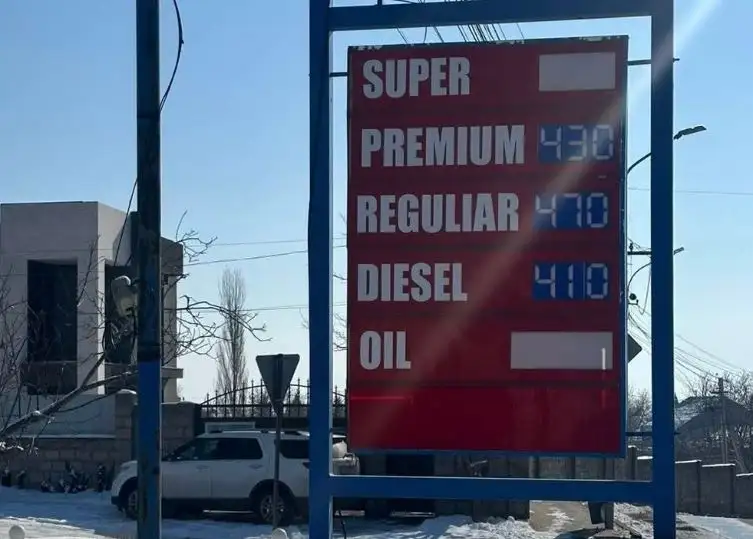 SUPER
PREMIUM 430
REGULIAR 470
DIESEL 410
OIL